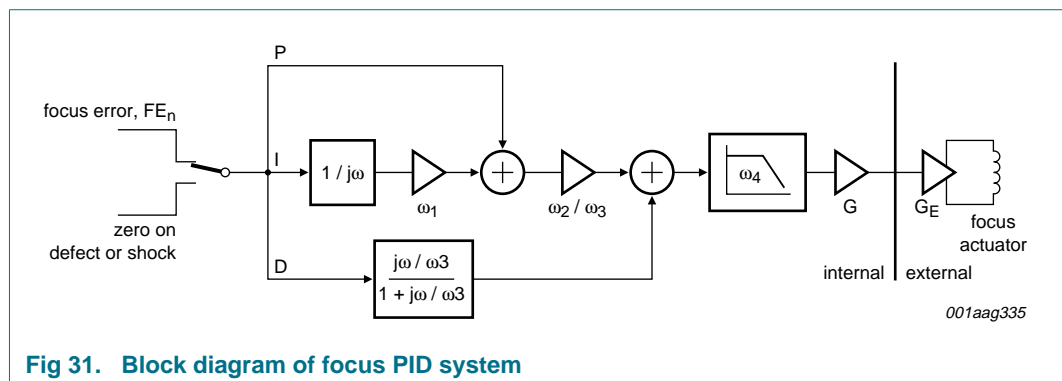 P
focus error, FEn
I
1 / jω
ω1
ω2 / ω3
ω4
G
GE
zero on
defect or shock
D
jω / ω3
1 + jω / ω3
focus
actuator
internal
external
001aag335
Fig 31. Block diagram of focus PID system